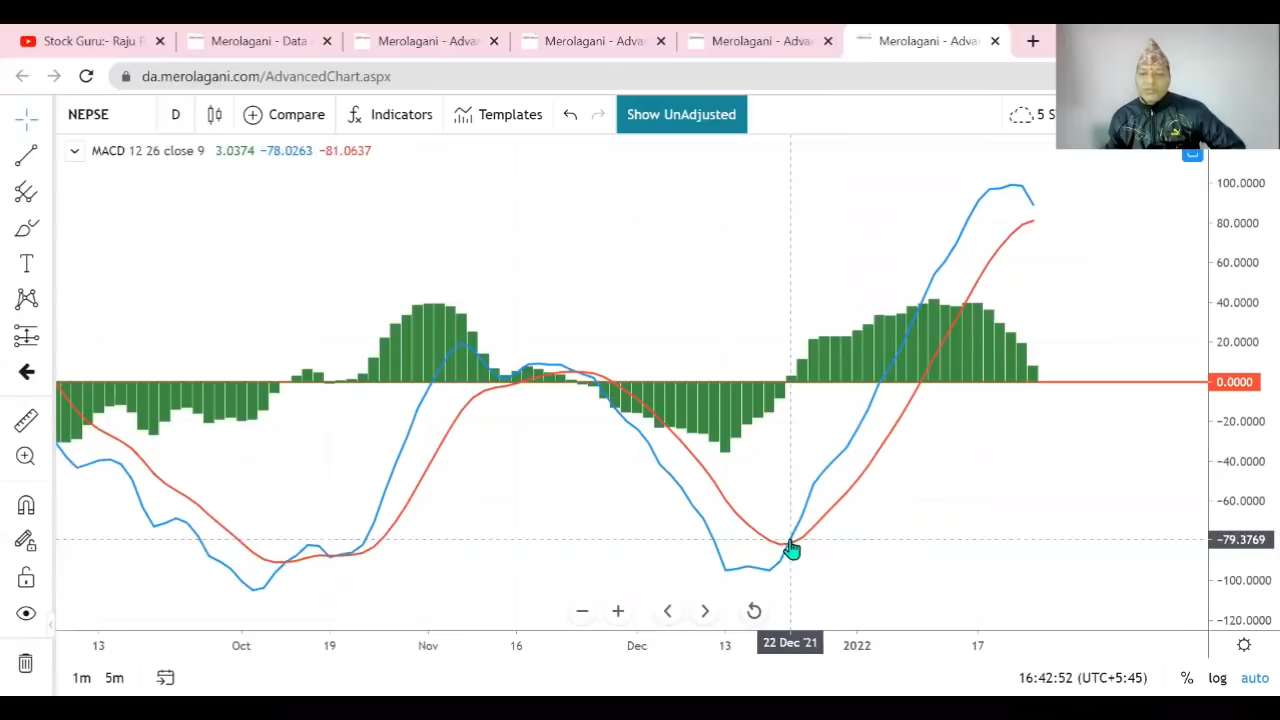 Stock Guru:- Raju P
Merolagani - Data a
Merolagani - Advan
Merolagani - Advan
Merolagani - Advan
Merolagani - Advan
da.merolagani.com/AdvancedChart.aspx
NEPSE D Compare Indicators Templates Show UnAdjusted 5 S
MACD 12 26 close 9 3.0374 −78.0263 −81.0637
100.0000
80.0000
60.0000
40.0000
20.0000
0.0000
−20.0000
−40.0000
−60.0000
−79.3769
−100.0000
−120.0000
13 Oct 19 Nov 16 Dec 13 22 Dec '21 2022 17
1m 5m 16:42:52 (UTC+5:45) % log auto